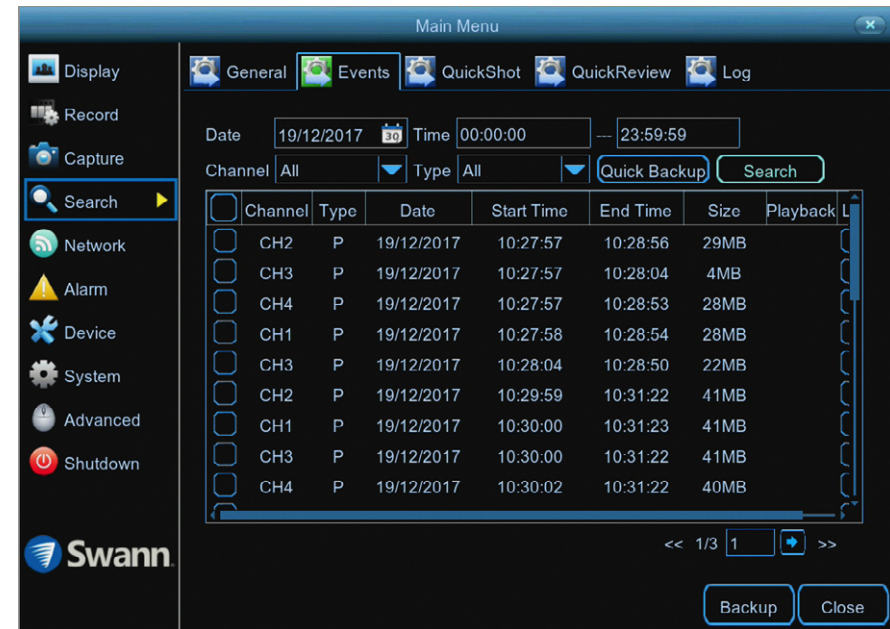 Main Menu
Display
Record
Capture
Search
Network
Alarm
Device
System
Advanced
Shutdown
Swann
General Events QuickShot QuickReview Log
Date 19/12/2017 30 Time 00:00:00 --- 23:59:59
Channel All Type All Quick Backup Search
Channel Type Date Start Time End Time Size Playback L
CH2 P 19/12/2017 10:27:57 10:28:56 29MB
CH3 P 19/12/2017 10:27:57 10:28:04 4MB
CH4 P 19/12/2017 10:27:57 10:28:53 28MB
CH1 P 19/12/2017 10:27:58 10:28:54 28MB
CH3 P 19/12/2017 10:28:04 10:28:50 22MB
CH2 P 19/12/2017 10:29:59 10:31:22 41MB
CH1 P 19/12/2017 10:30:00 10:31:23 41MB
CH3 P 19/12/2017 10:30:00 10:31:22 41MB
CH4 P 19/12/2017 10:30:02 10:31:22 40MB
<< 1/3 1 >>
Backup Close